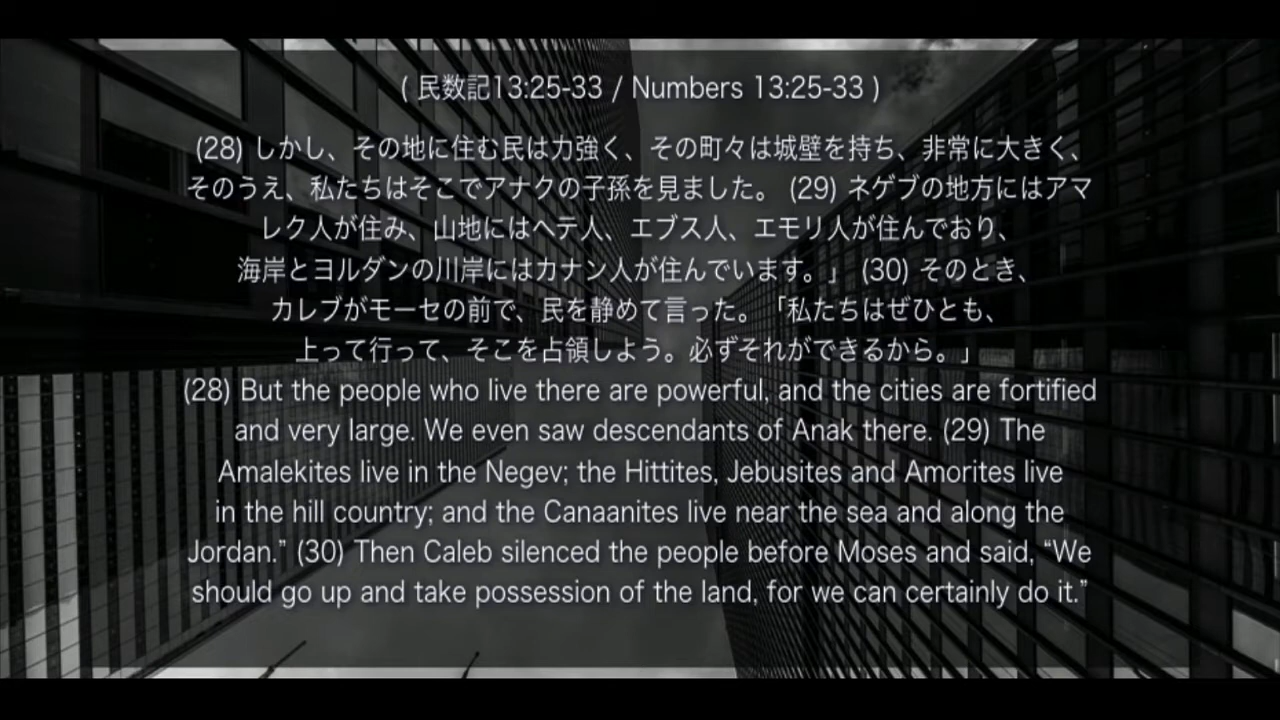 ( 民数記13:25-33 / Numbers 13:25-33 )
(28) しかし、その地に住む民は力強く、その町々は城壁を持ち、非常に大きく、
そのうえ、私たちはそこでアナクの子孫を見ました。 (29) ネゲブの地方にはアマ
レク人が住み、山地にはヘテ人、エブス人、エモリ人が住んでおり、
海岸とヨルダンの川岸にはカナン人が住んでいます。」 (30) そのとき、
カレブがモーセの前で、民を静めて言った。「私たちはぜひとも、
上って行って、そこを占領しよう。必ずそれができるから。」
(28) But the people who live there are powerful, and the cities are fortified
and very large. We even saw descendants of Anak there. (29) The
Amalekites live in the Negev; the Hittites, Jebusites and Amorites live
in the hill country; and the Canaanites live near the sea and along the
Jordan.” (30) Then Caleb silenced the people before Moses and said, “We
should go up and take possession of the land, for we can certainly do it.”